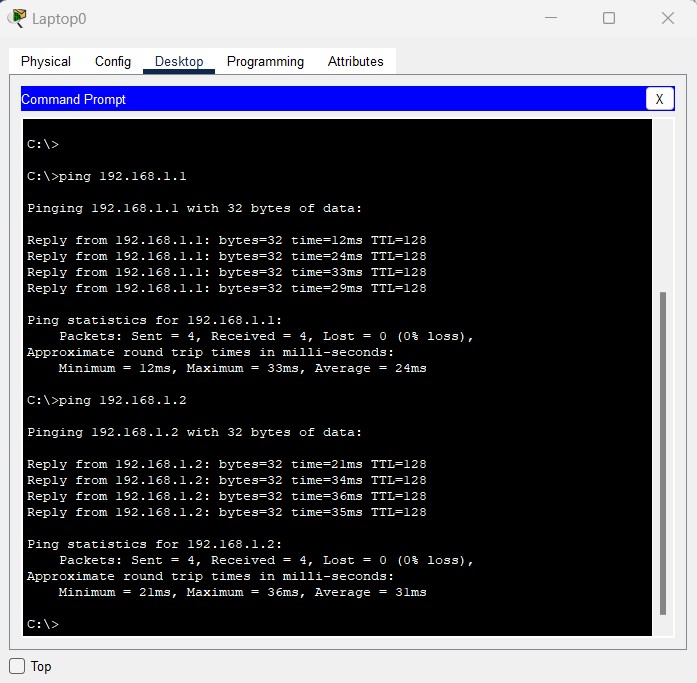 Laptop0
Physical Config Desktop Programming Attributes
Command Prompt X
C:\>
C:\>ping 192.168.1.1
Pinging 192.168.1.1 with 32 bytes of data:
Reply from 192.168.1.1: bytes=32 time=12ms TTL=128
Reply from 192.168.1.1: bytes=32 time=24ms TTL=128
Reply from 192.168.1.1: bytes=32 time=33ms TTL=128
Reply from 192.168.1.1: bytes=32 time=29ms TTL=128
Ping statistics for 192.168.1.1:
    Packets: Sent = 4, Received = 4, Lost = 0 (0% loss),
Approximate round trip times in milli-seconds:
    Minimum = 12ms, Maximum = 33ms, Average = 24ms
C:\>ping 192.168.1.2
Pinging 192.168.1.2 with 32 bytes of data:
Reply from 192.168.1.2: bytes=32 time=21ms TTL=128
Reply from 192.168.1.2: bytes=32 time=34ms TTL=128
Reply from 192.168.1.2: bytes=32 time=36ms TTL=128
Reply from 192.168.1.2: bytes=32 time=35ms TTL=128
Ping statistics for 192.168.1.2:
    Packets: Sent = 4, Received = 4, Lost = 0 (0% loss),
Approximate round trip times in milli-seconds:
    Minimum = 21ms, Maximum = 36ms, Average = 31ms
C:\>
Top